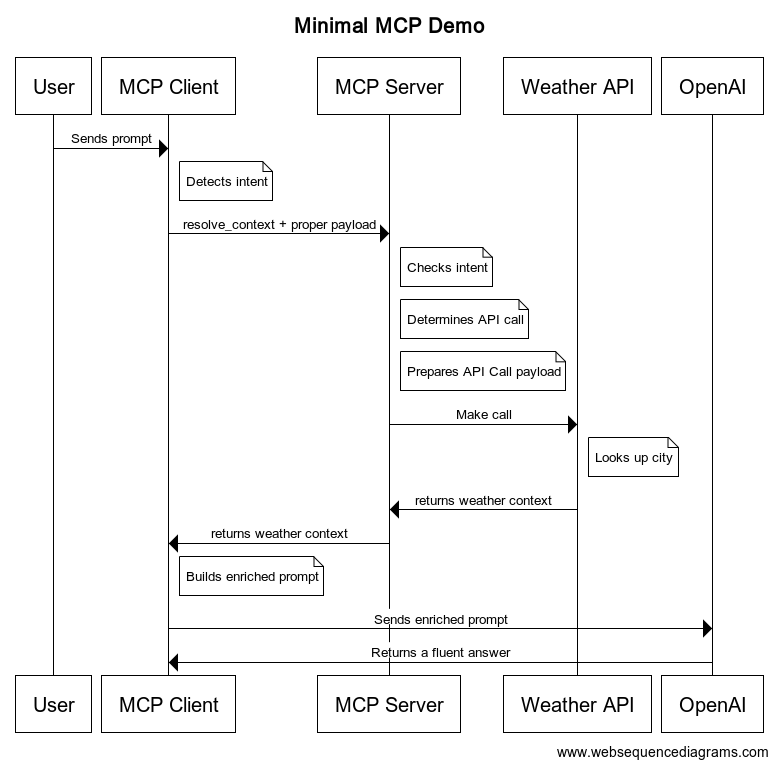 Minimal MCP Demo
User
MCP Client
MCP Server
Weather API
OpenAI
Sends prompt
Detects intent
resolve_context + proper payload
Checks intent
Determines API call
Prepares API Call payload
Make call
Looks up city
returns weather context
returns weather context
Builds enriched prompt
Sends enriched prompt
Returns a fluent answer
User
MCP Client
MCP Server
Weather API
OpenAI
www.websequencediagrams.com